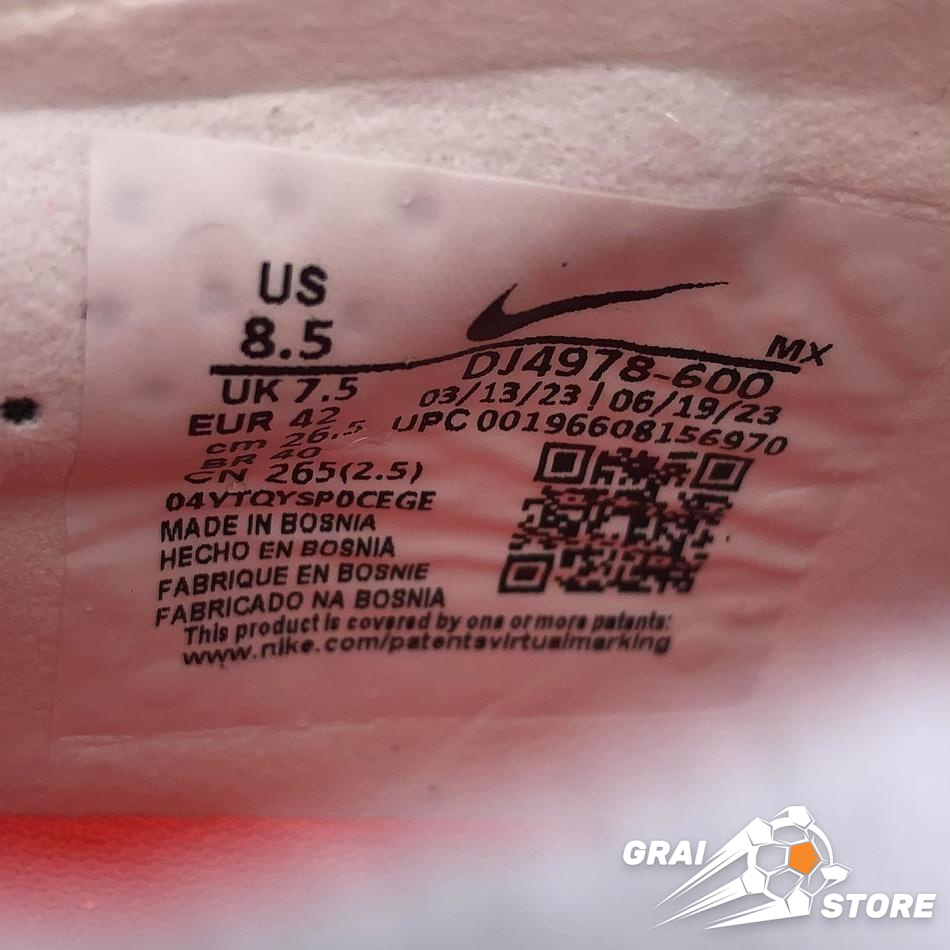 US
8.5
MX
DJ4978-600
UK 7.5
03/13/23 | 06/19/23
EUR 42
UPC 00196608156970
cm 26.5
BR 40
CN 265(2.5)
04YTQYSP0CEGE
MADE IN BOSNIA
HECHO EN BOSNIA
FABRIQUE EN BOSNIE
FABRICADO NA BOSNIA
This product is covered by one or more patents:
www.nike.com/patentsvirtualmarking
GRAI
STORE